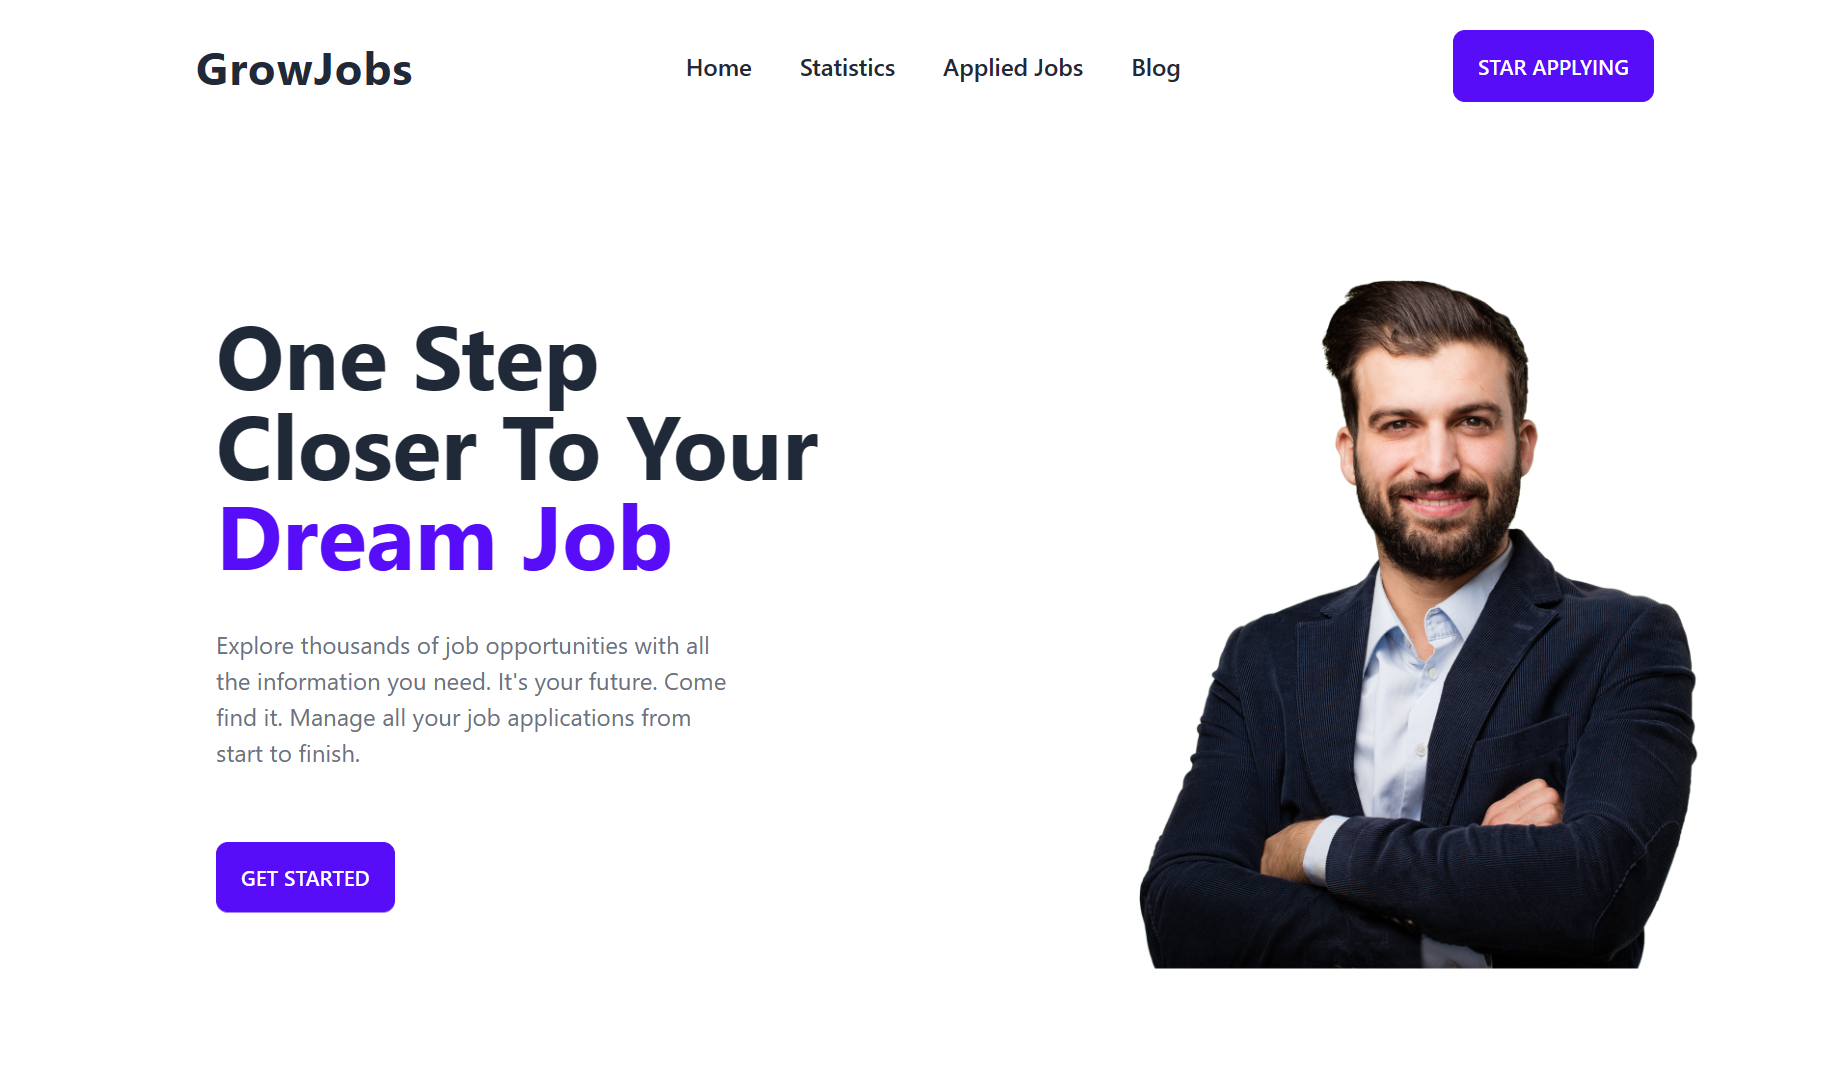 GrowJobs
Home
Statistics
Applied Jobs
Blog
STAR APPLYING
One Step
Closer To Your
Dream Job
Explore thousands of job opportunities with all
the information you need. It's your future. Come
find it. Manage all your job applications from
start to finish.
GET STARTED